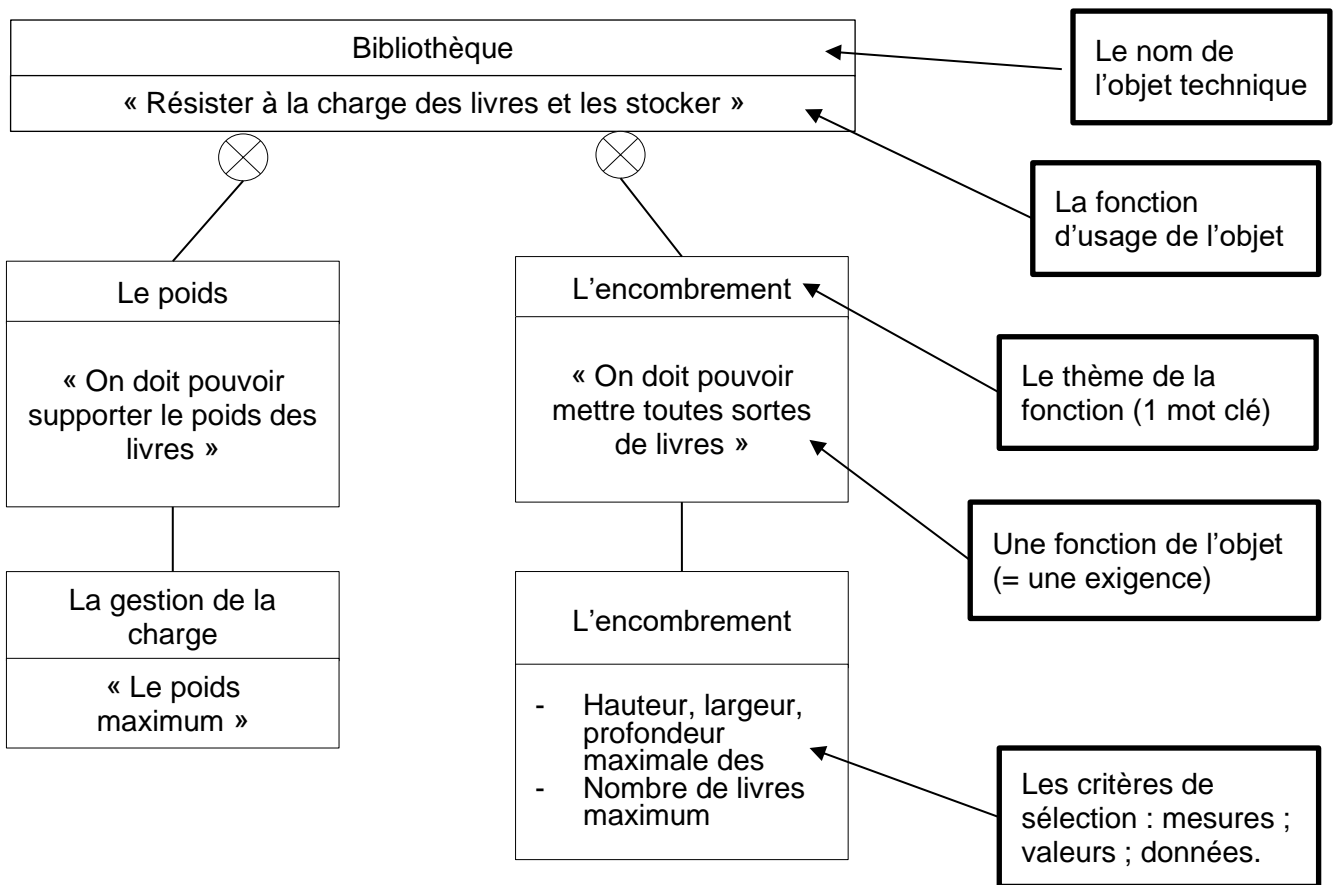 Bibliothèque
« Résister à la charge des livres et les stocker »
Le nom de
l'objet technique
La fonction
d'usage de l'objet
Le poids
« On doit pouvoir
supporter le poids des
livres »
L'encombrement
« On doit pouvoir
mettre toutes sortes
de livres »
Le thème de la
fonction (1 mot clé)
Une fonction de l'objet
(= une exigence)
La gestion de la
charge
« Le poids
maximum »
L'encombrement
- Hauteur, largeur,
profondeur
maximale des
- Nombre de livres
maximum
Les critères de
sélection : mesures ;
valeurs ; données.